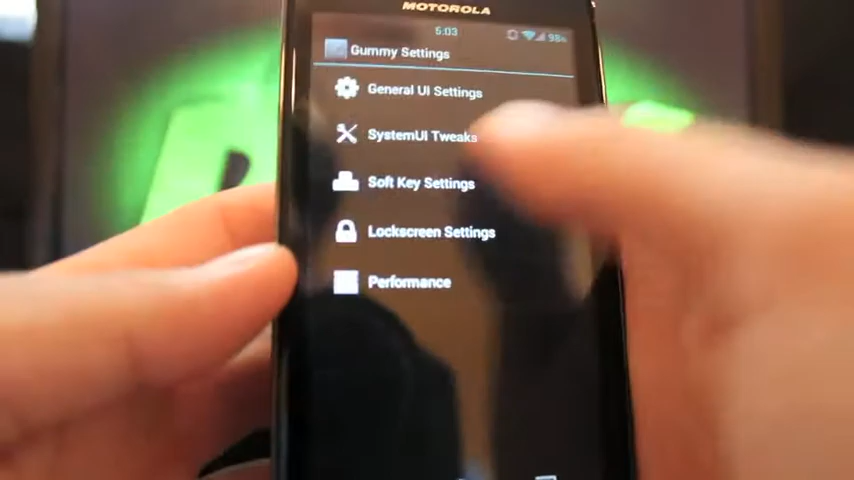 MOTOROLA
5:03
98%
Gummy Settings
General UI Settings
SystemUI Tweaks
Soft Key Settings
Lockscreen Settings
Performance